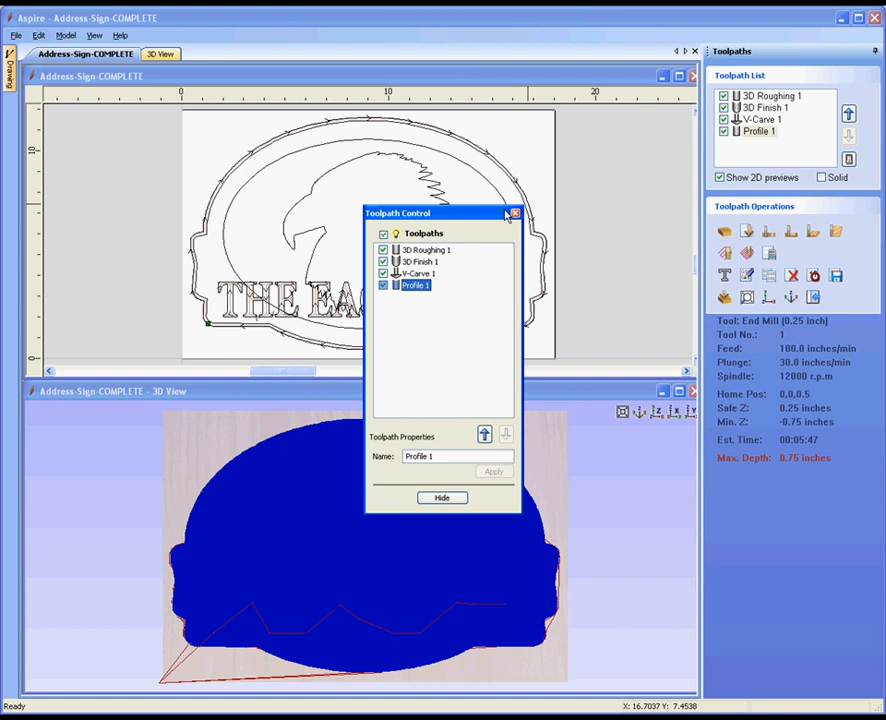 Aspire - Address-Sign-COMPLETE
File Edit Model View Help
Drawing
Address-Sign-COMPLETE 3D View
Address-Sign-COMPLETE
0 10 20
10
0
THE EA
Toolpath Control
Toolpaths
3D Roughing 1
3D Finish 1
V-Carve 1
Profile 1
Toolpath Properties
Name: Profile 1
Apply
Hide
Address-Sign-COMPLETE - 3D View
Z X Y
Toolpaths
Toolpath List
3D Roughing 1
3D Finish 1
V-Carve 1
Profile 1
Show 2D previews Solid
Toolpath Operations
Tool: End Mill (0.25 inch)
Tool No.: 1
Feed: 100.0 inches/min
Plunge: 30.0 inches/min
Spindle: 12000 r.p.m
Home Pos: 0,0,0.5
Safe Z: 0.25 inches
Min. Z: -0.75 inches
Est. Time: 00:05:47
Max. Depth: 0.75 inches
Ready
X: 16.7037 Y: 7.4538